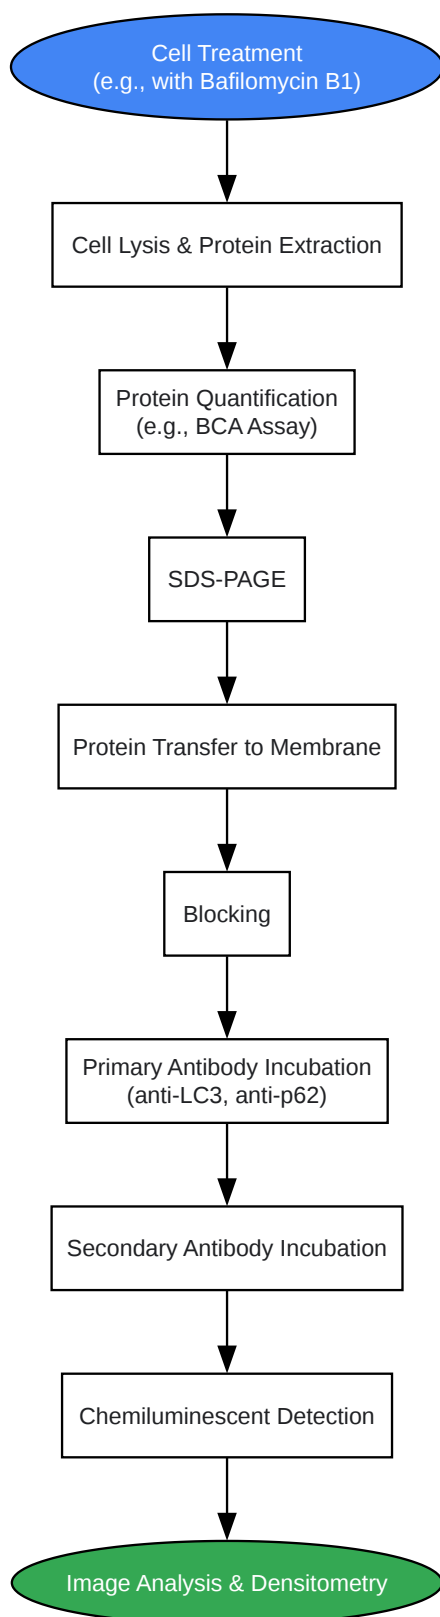 Cell Treatment
(e.g., with Bafilomycin B1)
Cell Lysis & Protein Extraction
Protein Quantification
(e.g., BCA Assay)
SDS-PAGE
Protein Transfer to Membrane
Blocking
Primary Antibody Incubation
(anti-LC3, anti-p62)
Secondary Antibody Incubation
Chemiluminescent Detection
Image Analysis & Densitometry